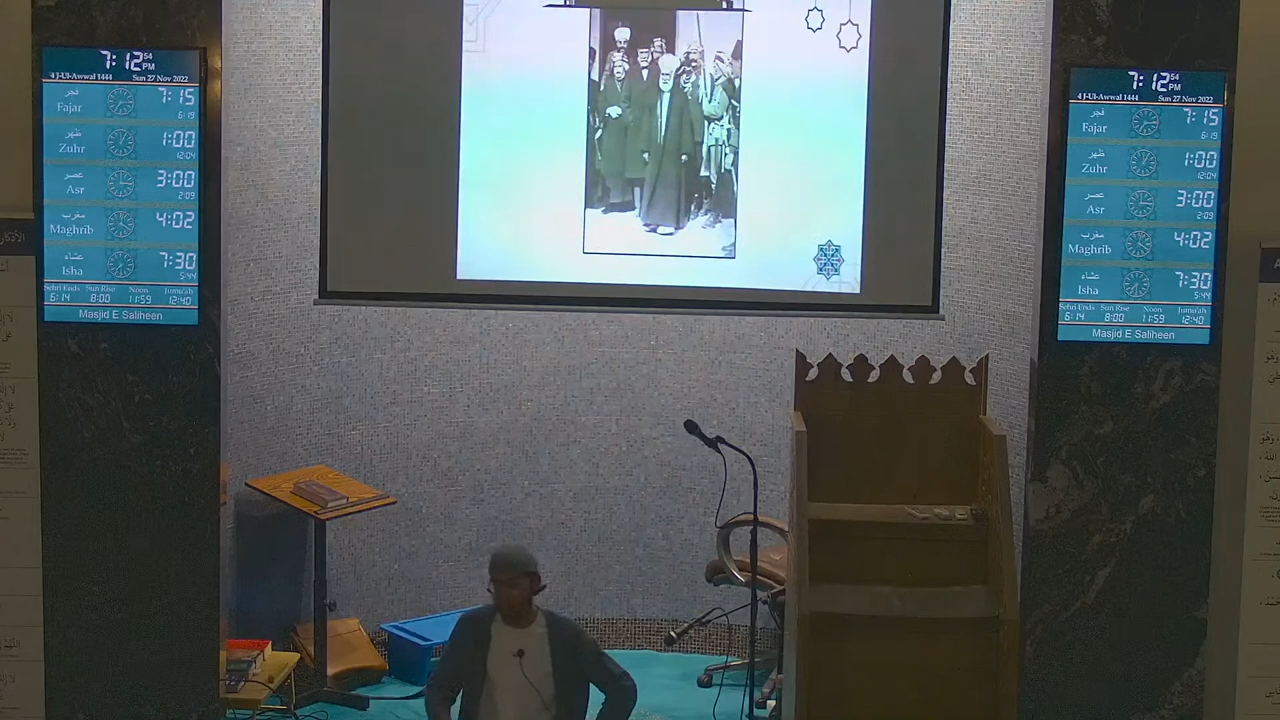 7:12 54 PM
4 J-Ul-Awwal 1444 Sun 27 Nov 2022
فجر
Fajar 7:15
6:19
ظهر
Zuhr 1:00
12:04
عصر
Asr 3:00
2:09
مغرب
Maghrib 4:02
عشاء
Isha 7:30
5:44
Sehri Ends Sun Rise Noon Jumu'ah
6:14 8:00 11:59 12:40
Masjid E Saliheen
7:12 54 PM
4 J-Ul-Awwal 1444 Sun 27 Nov 2022
فجر
Fajar 7:15
6:19
ظهر
Zuhr 1:00
12:04
عصر
Asr 3:00
2:09
مغرب
Maghrib 4:02
عشاء
Isha 7:30
5:44
Sehri Ends Sun Rise Noon Jumu'ah
6:14 8:00 11:59 12:40
Masjid E Saliheen